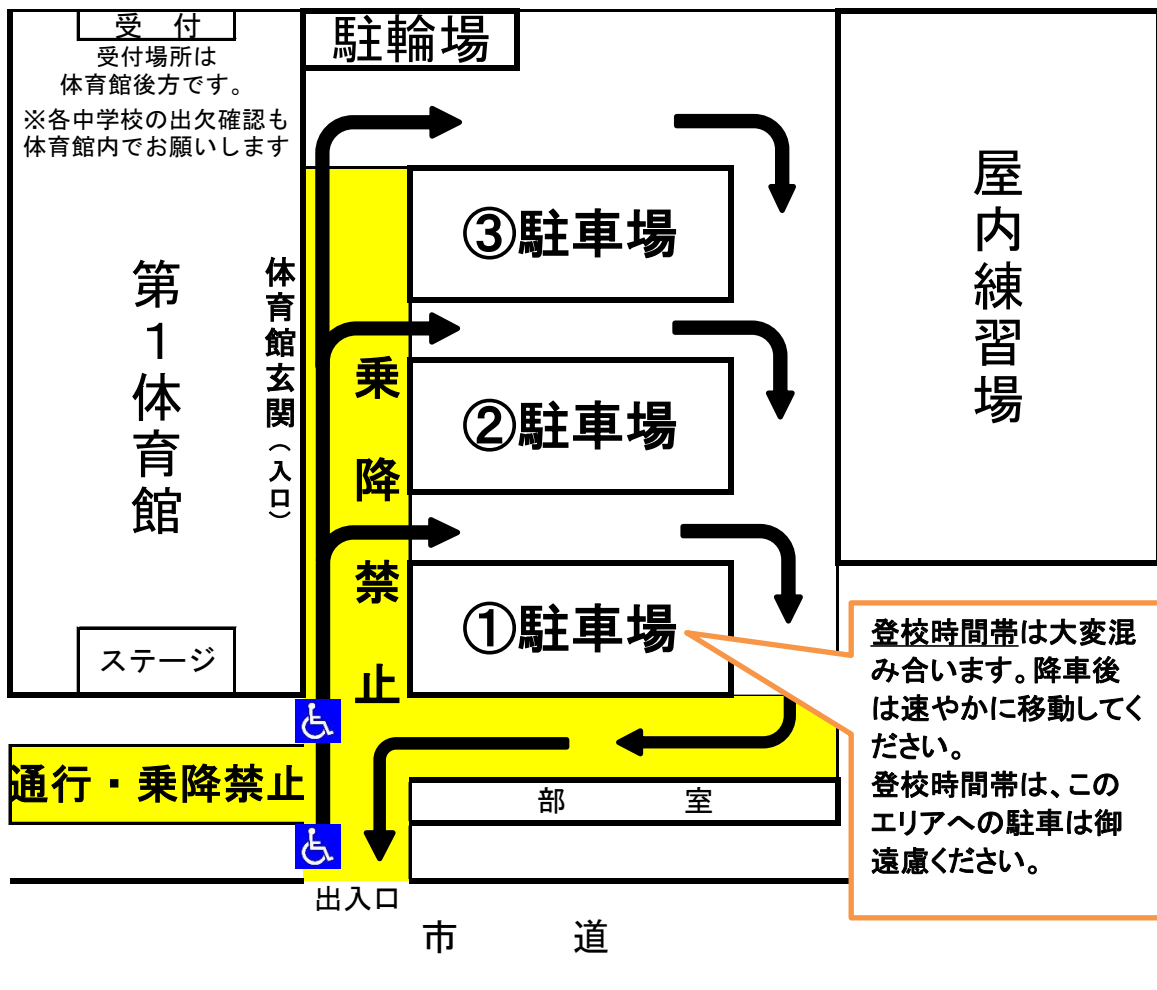 受　付
受付場所は
体育館後方です。
※各中学校の出欠確認も
体育館内でお願いします
駐輪場
第１体育館
体育館玄関（入口）
ステージ
③駐車場
②駐車場
①駐車場
乗降禁止
屋内練習場
登校時間帯は大変混
み合います。降車後
は速やかに移動してく
ださい。
登校時間帯は、この
エリアへの駐車は御
遠慮ください。
通行・乗降禁止
部　　室
出入口
市　　道